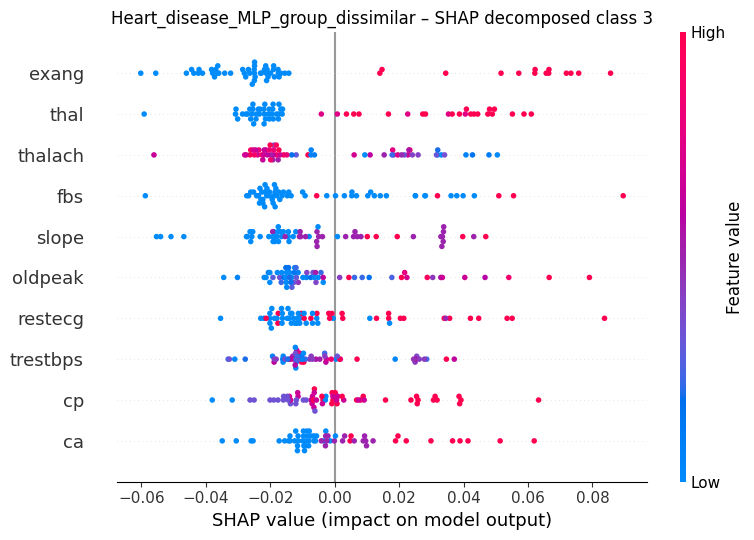 Heart_disease_MLP_group_dissimilar – SHAP decomposed class 3
High
exang
thal
thalach
fbs
slope
oldpeak
restecg
trestbps
cp
ca
Feature value
Low
−0.06 −0.04 −0.02 0.00 0.02 0.04 0.06 0.08
SHAP value (impact on model output)